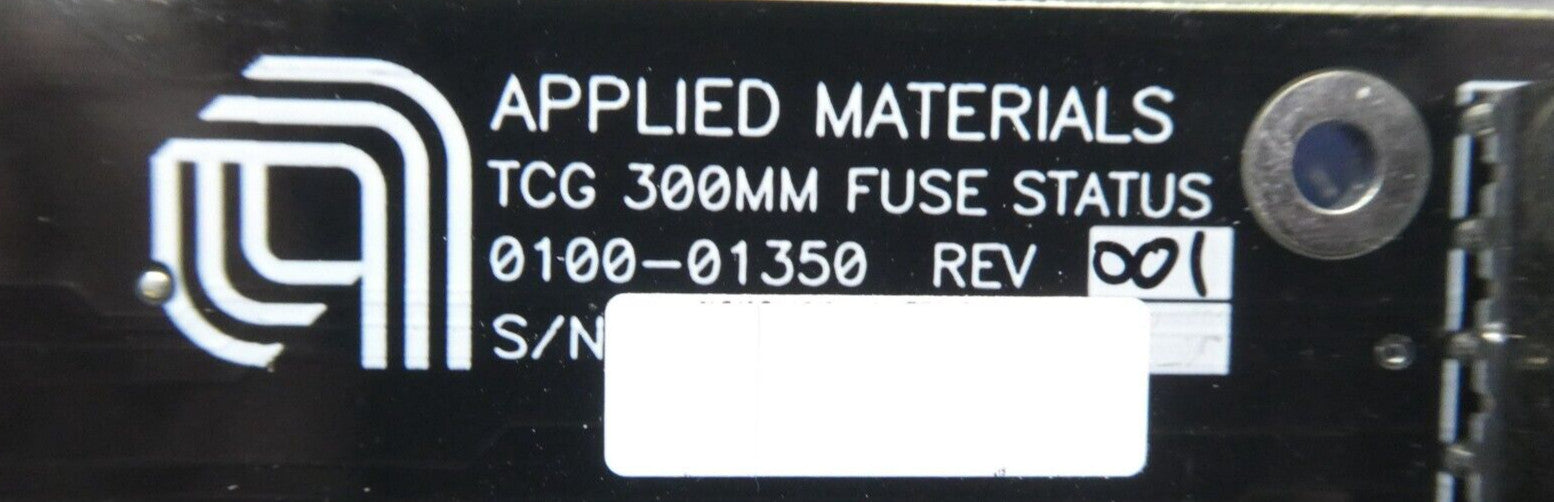 APPLIED MATERIALS
TCG 300MM FUSE STATUS
0100-01350 REV 001
S/N